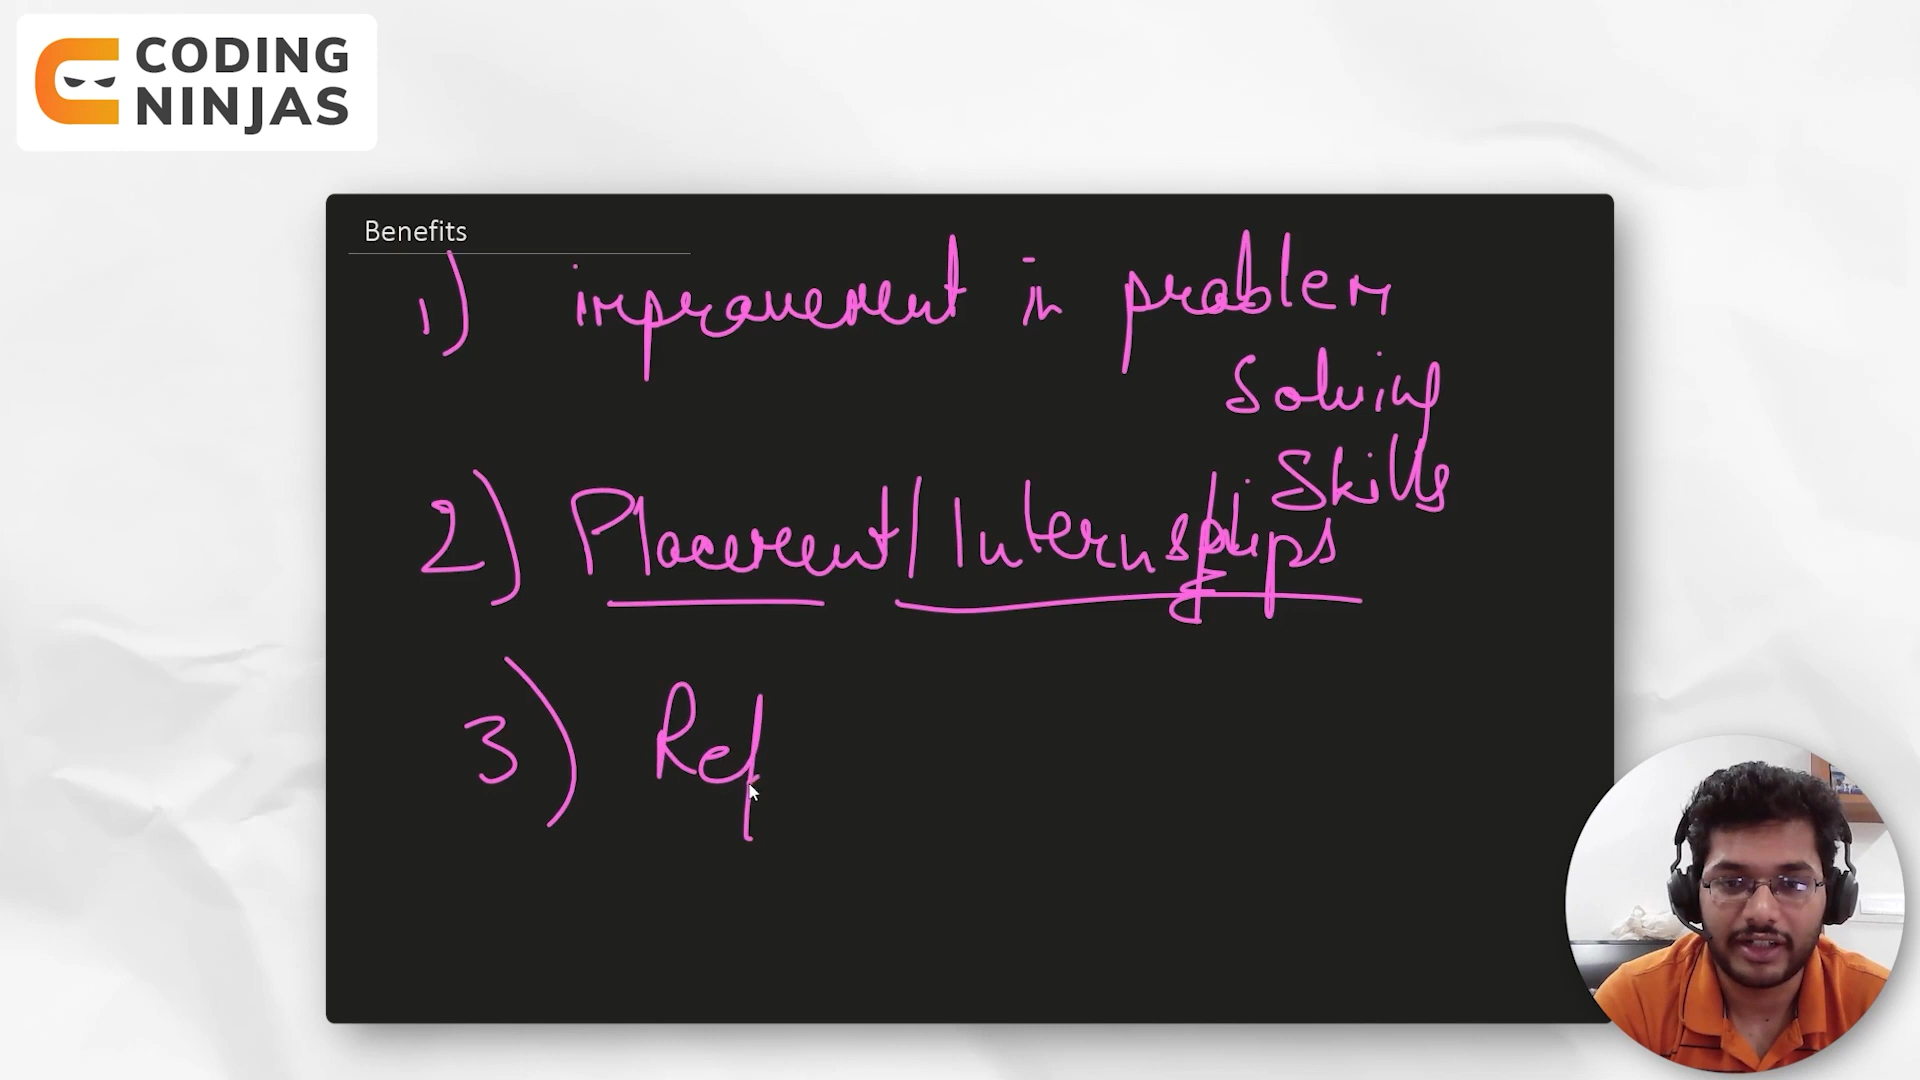 CODING
NINJAS
Benefits
1) improvement in problem
solving
skills
2) Placement/Internships
3) Ref